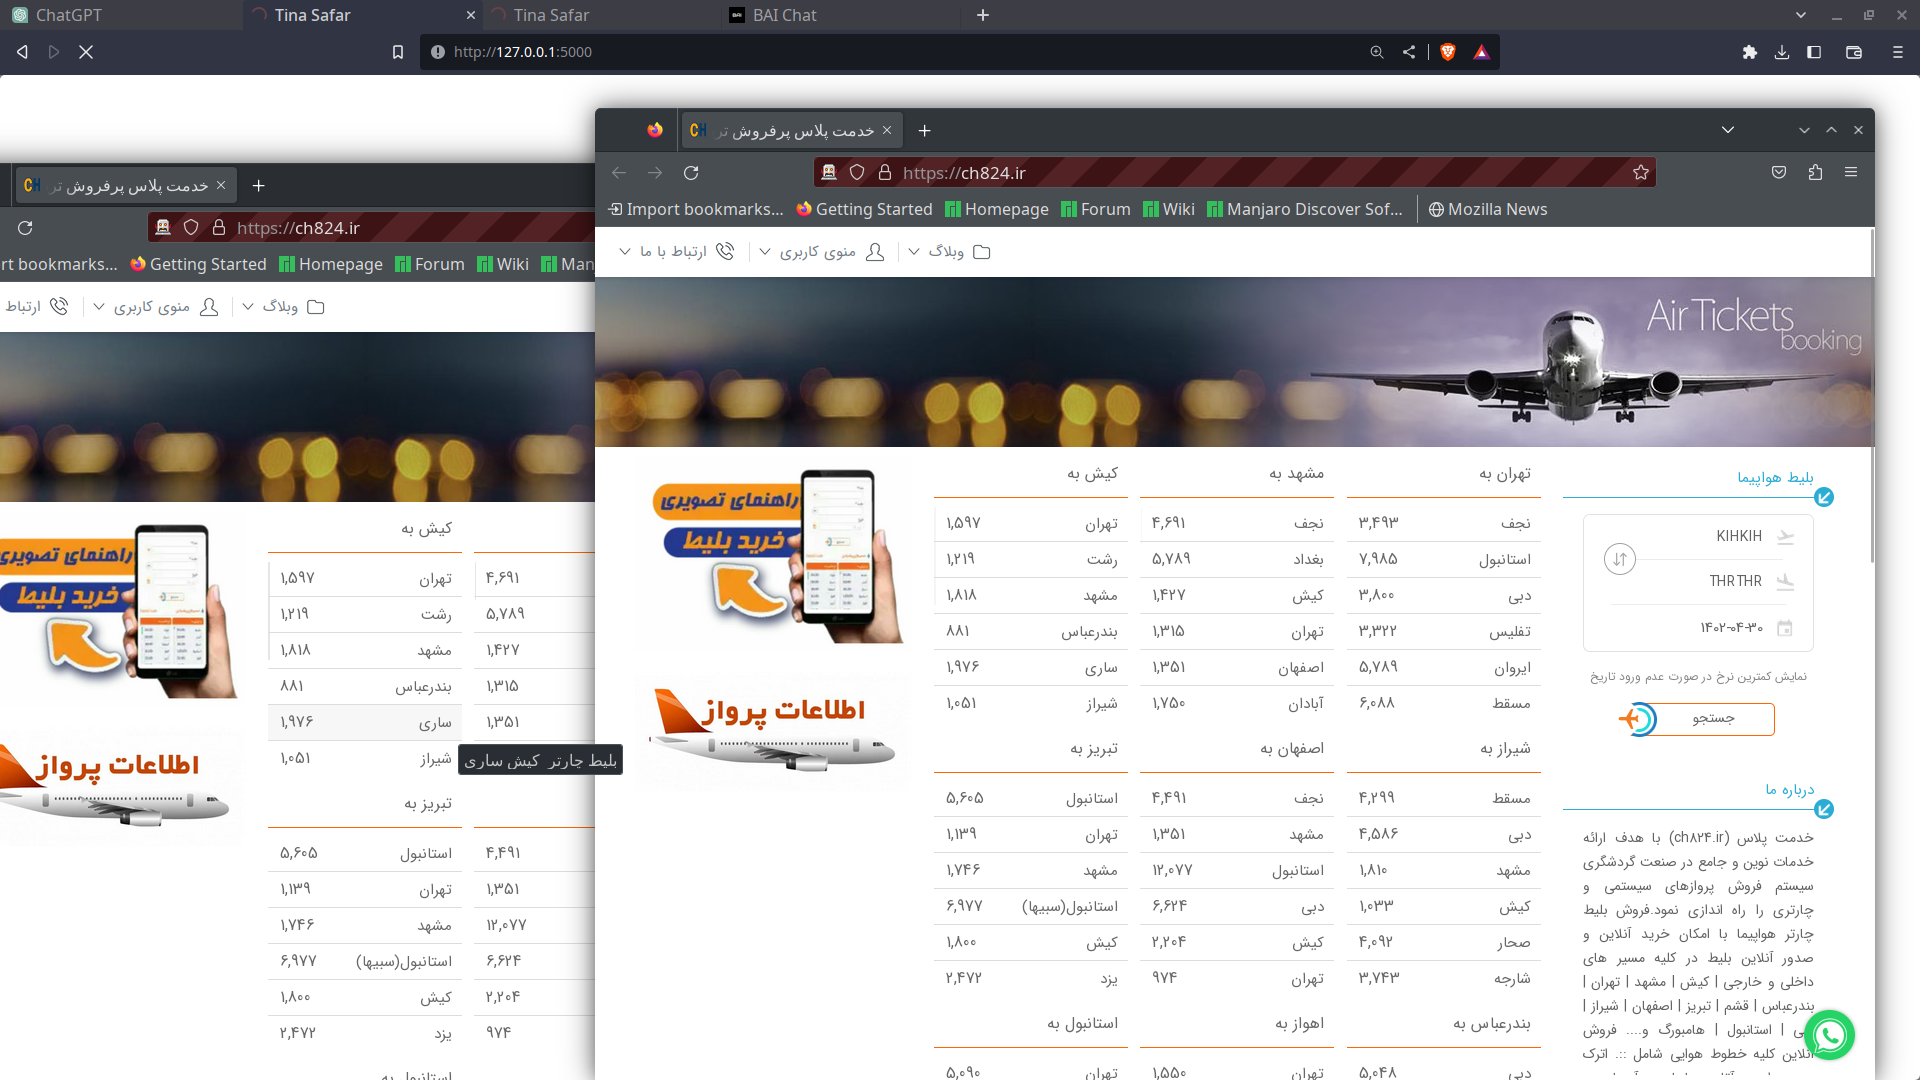 ChatGPT
Tina Safar
Tina Safar
BAI Chat
http://127.0.0.1:5000
خدمت پلاس پرفروش تر
https://ch824.ir
Import bookmarks...
Getting Started
Homepage
Forum
Wiki
Manjaro Discover Sof...
Mozilla News
وبلاگ
منوی کاربری
ارتباط با ما
Air Tickets
booking
بلیط هواپیما
KIHKIH
THRTHR
۱۴۰۲-۰۴-۳۰
نمایش کمترین نرخ در صورت عدم ورود تاریخ
جستجو
درباره ما
خدمت پلاس (ch۸۲۴.ir) با هدف ارائه
خدمات نوین و جامع در صنعت گردشگری
سیستم فروش پروازهای سیستمی و
چارتری را راه اندازی نمود.فروش بلیط
چارتر هواپیما با امکان خرید آنلاین و
صدور آنلاین بلیط در کلیه مسیر های
داخلی و خارجی | کیش | مشهد | تهران |
بندرعباس | قشم | تبریز | اصفهان | شیراز |
| استانبول | هامبورگ و.... فروش
آنلاین کلیه خطوط هوایی شامل .:: اترک
تهران به
نجف ۳,۴۹۳
استانبول ۷,۹۸۵
دبی ۳,۸۰۰
تفلیس ۳,۳۲۲
ایروان ۵,۷۸۹
مسقط ۶,۰۸۸
مشهد به
نجف ۴,۶۹۱
بغداد ۵,۷۸۹
کیش ۱,۴۲۷
تهران ۱,۳۱۵
اصفهان ۱,۳۵۱
آبادان ۱,۷۵۰
کیش به
تهران ۱,۵۹۷
رشت ۱,۲۱۹
مشهد ۱,۸۱۸
بندرعباس ۸۸۱
ساری ۱,۹۷۶
شیراز ۱,۰۵۱
شیراز به
مسقط ۴,۲۹۹
دبی ۴,۵۸۶
مشهد ۱,۸۱۰
کیش ۱,۰۳۳
صحار ۴,۰۹۲
شارجه ۳,۷۴۳
اصفهان به
نجف ۴,۴۹۱
مشهد ۱,۳۵۱
استانبول ۱۲,۰۷۷
دبی ۶,۶۲۴
کیش ۲,۲۰۴
تهران ۹۷۴
تبریز به
استانبول ۵,۶۰۵
تهران ۱,۱۳۹
مشهد ۱,۷۴۶
استانبول(سبیها) ۶,۹۷۷
کیش ۱,۸۰۰
یزد ۲,۴۷۲
بندرعباس به
دبی ۵,۰۴۸
اهواز به
تهران ۱,۵۵۰
استانبول به
تهران ۵,۰۹۰
راهنمای تصویری
خرید بلیط
اطلاعات پرواز
خدمت پلاس پرفروش تر
https://ch824.ir
rt bookmarks...
Getting Started
Homepage
Forum
Wiki
Man
وبلاگ
منوی کاربری
ارتباط
راهنمای تصویری
خرید بلیط
اطلاعات پرواز
کیش به
تهران ۱,۵۹۷
رشت ۱,۲۱۹
مشهد ۱,۸۱۸
بندرعباس ۸۸۱
ساری ۱,۹۷۶
شیراز ۱,۰۵۱
۴,۶۹۱
۵,۷۸۹
۱,۴۲۷
۱,۳۱۵
۱,۳۵۱
بلیط چارتر کیش ساری
تبریز به
استانبول ۵,۶۰۵
تهران ۱,۱۳۹
مشهد ۱,۷۴۶
استانبول(سبیها) ۶,۹۷۷
کیش ۱,۸۰۰
یزد ۲,۴۷۲
۴,۴۹۱
۱,۳۵۱
۱۲,۰۷۷
۶,۶۲۴
۲,۲۰۴
۹۷۴
استانبول به